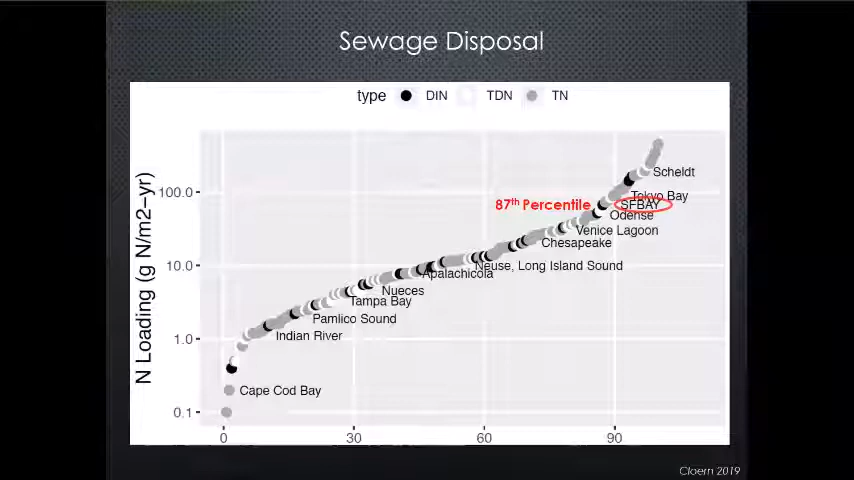 Sewage Disposal
type DIN TDN TN
N Loading (g N/m2−yr)
100.0
10.0
1.0
0.1
Scheldt
Tokyo Bay
87th Percentile
SFBAY
Odense
Venice Lagoon
Chesapeake
Neuse, Long Island Sound
Apalachicola
Nueces
Tampa Bay
Pamlico Sound
Indian River
Cape Cod Bay
0 30 60 90
Cloern 2019